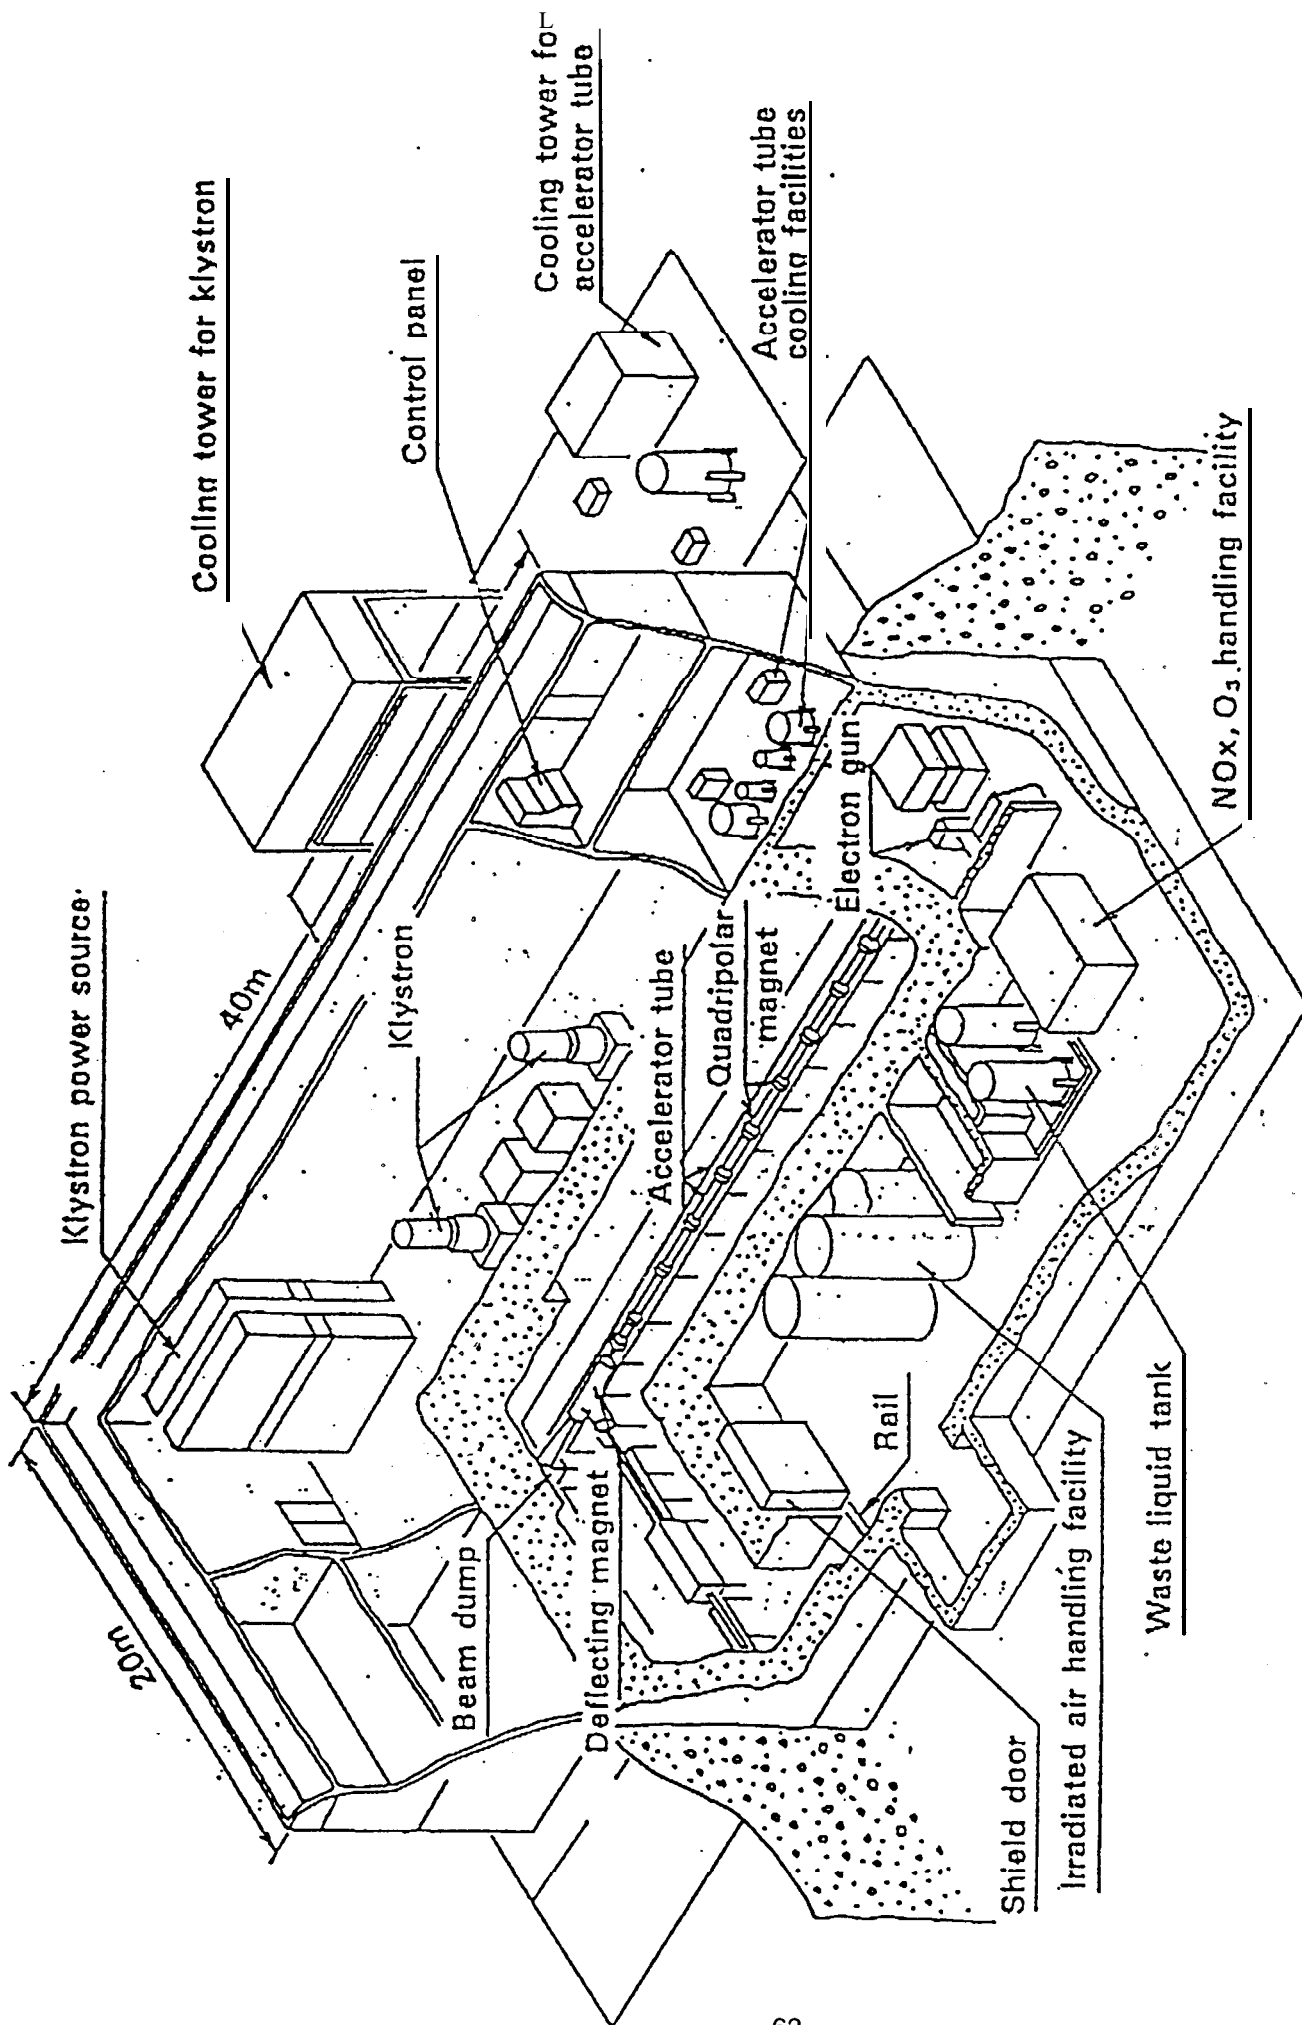 20m
40m
Klystron power source
Cooling tower for klystron
Klystron
Control panel
Cooling tower for
accelerator tube
Beam dump
Accelerator tube
Quadripolar
magnet
Accelerator tube
cooling facilities
Deflecting magnet
Electron gun
Rail
Shield door
Irradiated air handling facility
Waste liquid tank
NOx, O₃ handling facility
62